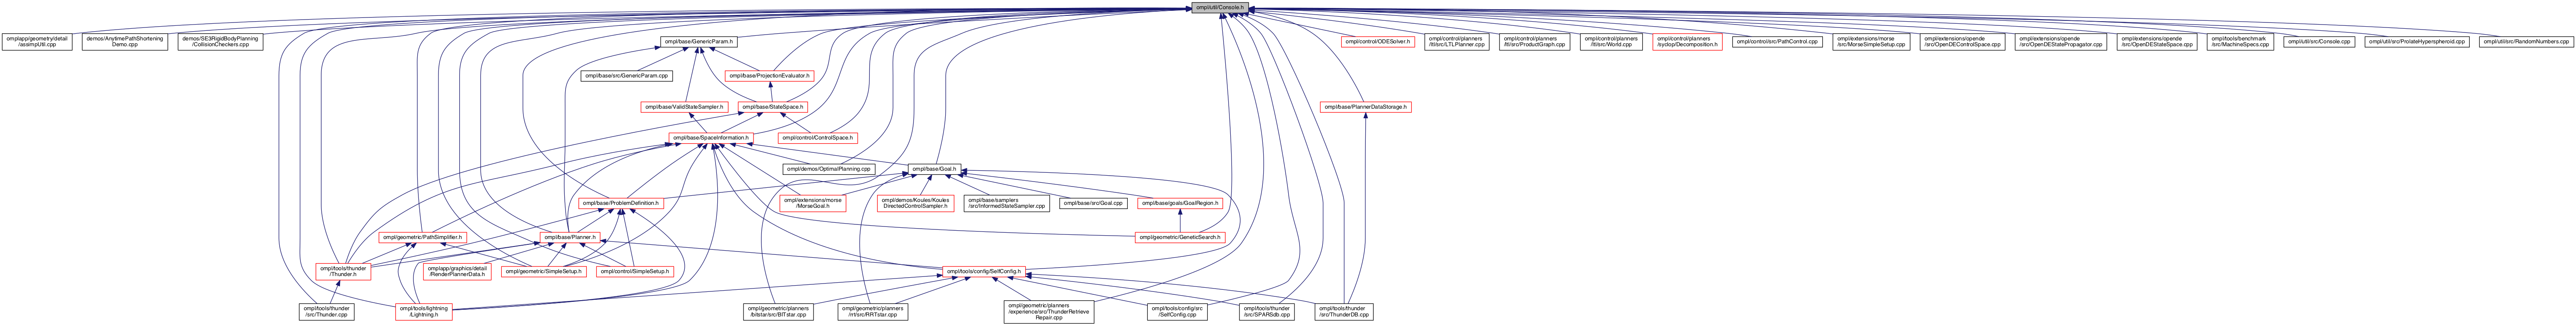 ompl/util/Console.h
omplapp/geometry/detail
/assimpUtil.cpp
demos/AnytimePathShortening
Demo.cpp
demos/SE3RigidBodyPlanning
/CollisionCheckers.cpp
ompl/base/GenericParam.h
ompl/control/ODESolver.h
ompl/control/planners
/ltl/src/LTLPlanner.cpp
ompl/control/planners
/ltl/src/ProductGraph.cpp
ompl/control/planners
/ltl/src/World.cpp
ompl/control/planners
/syclop/Decomposition.h
ompl/control/src/PathControl.cpp
ompl/extensions/morse
/src/MorseSimpleSetup.cpp
ompl/extensions/opende
/src/OpenDEControlSpace.cpp
ompl/extensions/opende
/src/OpenDEStatePropagator.cpp
ompl/extensions/opende
/src/OpenDEStateSpace.cpp
ompl/tools/benchmark
/src/MachineSpecs.cpp
ompl/util/src/Console.cpp
ompl/util/src/ProlateHyperspheroid.cpp
ompl/util/src/RandomNumbers.cpp
ompl/base/src/GenericParam.cpp
ompl/base/ProjectionEvaluator.h
ompl/base/ValidStateSampler.h
ompl/base/StateSpace.h
ompl/base/PlannerDataStorage.h
ompl/base/SpaceInformation.h
ompl/control/ControlSpace.h
ompl/demos/OptimalPlanning.cpp
ompl/base/Goal.h
ompl/base/ProblemDefinition.h
ompl/extensions/morse
/MorseGoal.h
ompl/demos/Koules/Koules
DirectedControlSampler.h
ompl/base/samplers
/src/InformedStateSampler.cpp
ompl/base/src/Goal.cpp
ompl/base/goals/GoalRegion.h
ompl/geometric/PathSimplifier.h
ompl/base/Planner.h
ompl/geometric/GeneticSearch.h
ompl/tools/thunder
/Thunder.h
omplapp/graphics/detail
/RenderPlannerData.h
ompl/geometric/SimpleSetup.h
ompl/control/SimpleSetup.h
ompl/tools/config/SelfConfig.h
ompl/tools/thunder
/src/Thunder.cpp
ompl/tools/lightning
/Lightning.h
ompl/geometric/planners
/bitstar/src/BITstar.cpp
ompl/geometric/planners
/rrt/src/RRTstar.cpp
ompl/geometric/planners
/experience/src/ThunderRetrieve
Repair.cpp
ompl/tools/config/src
/SelfConfig.cpp
ompl/tools/thunder
/src/SPARSdb.cpp
ompl/tools/thunder
/src/ThunderDB.cpp